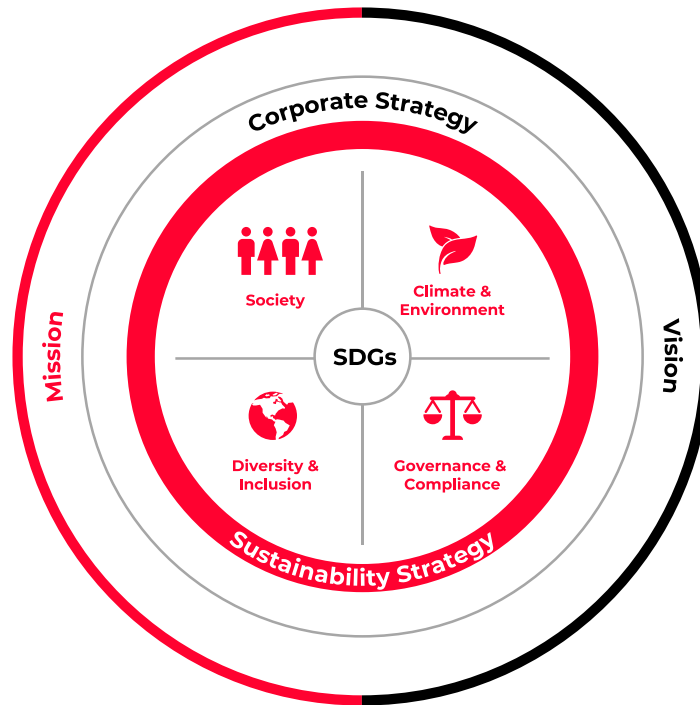 Corporate Strategy
Society
Climate &
Environment
Mission
SDGs
Vision
Diversity &
Inclusion
Governance &
Compliance
Sustainability Strategy